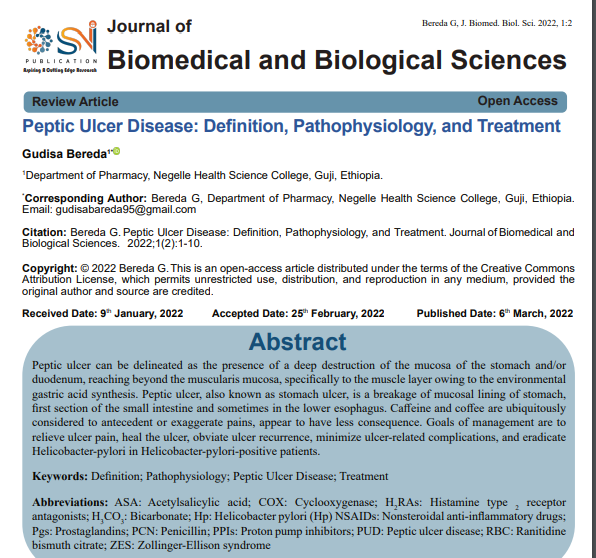 Journal of
Bereda G, J. Biomed. Biol. Sci. 2022, 1:2
Biomedical and Biological Sciences
SNI
PUBLICATION
Aspiring & Cutting Edge Research
Review Article
Open Access
Peptic Ulcer Disease: Definition, Pathophysiology, and Treatment
Gudisa Bereda1*
iD
1Department of Pharmacy, Negelle Health Science College, Guji, Ethiopia.
*Corresponding Author: Bereda G, Department of Pharmacy, Negelle Health Science College, Guji, Ethiopia.
Email: gudisabareda95@gmail.com
Citation: Bereda G. Peptic Ulcer Disease: Definition, Pathophysiology, and Treatment. Journal of Biomedical and
Biological Sciences. 2022;1(2):1-10.
Copyright: © 2022 Bereda G. This is an open-access article distributed under the terms of the Creative Commons
Attribution License, which permits unrestricted use, distribution, and reproduction in any medium, provided the
original author and source are credited.
Received Date: 9th January, 2022 Accepted Date: 25th February, 2022 Published Date: 6th March, 2022
Abstract
Peptic ulcer can be delineated as the presence of a deep destruction of the mucosa of the stomach and/or
duodenum, reaching beyond the muscularis mucosa, specifically to the muscle layer owing to the environmental
gastric acid synthesis. Peptic ulcer, also known as stomach ulcer, is a breakage of mucosal lining of stomach,
first section of the small intestine and sometimes in the lower esophagus. Caffeine and coffee are ubiquitously
considered to antecedent or exaggerate pains, appear to have less consequence. Goals of management are to
relieve ulcer pain, heal the ulcer, obviate ulcer recurrence, minimize ulcer-related complications, and eradicate
Helicobacter-pylori in Helicobacter-pylori-positive patients.
Keywords: Definition; Pathophysiology; Peptic Ulcer Disease; Treatment
Abbreviations: ASA: Acetylsalicylic acid; COX: Cyclooxygenase; H2RAs: Histamine type 2 receptor
antagonists; H3CO3: Bicarbonate; Hp: Helicobacter pylori (Hp) NSAIDs: Nonsteroidal anti-inflammatory drugs;
Pgs: Prostaglandins; PCN: Penicillin; PPIs: Proton pump inhibitors; PUD: Peptic ulcer disease; RBC: Ranitidine
bismuth citrate; ZES: Zollinger-Ellison syndrome